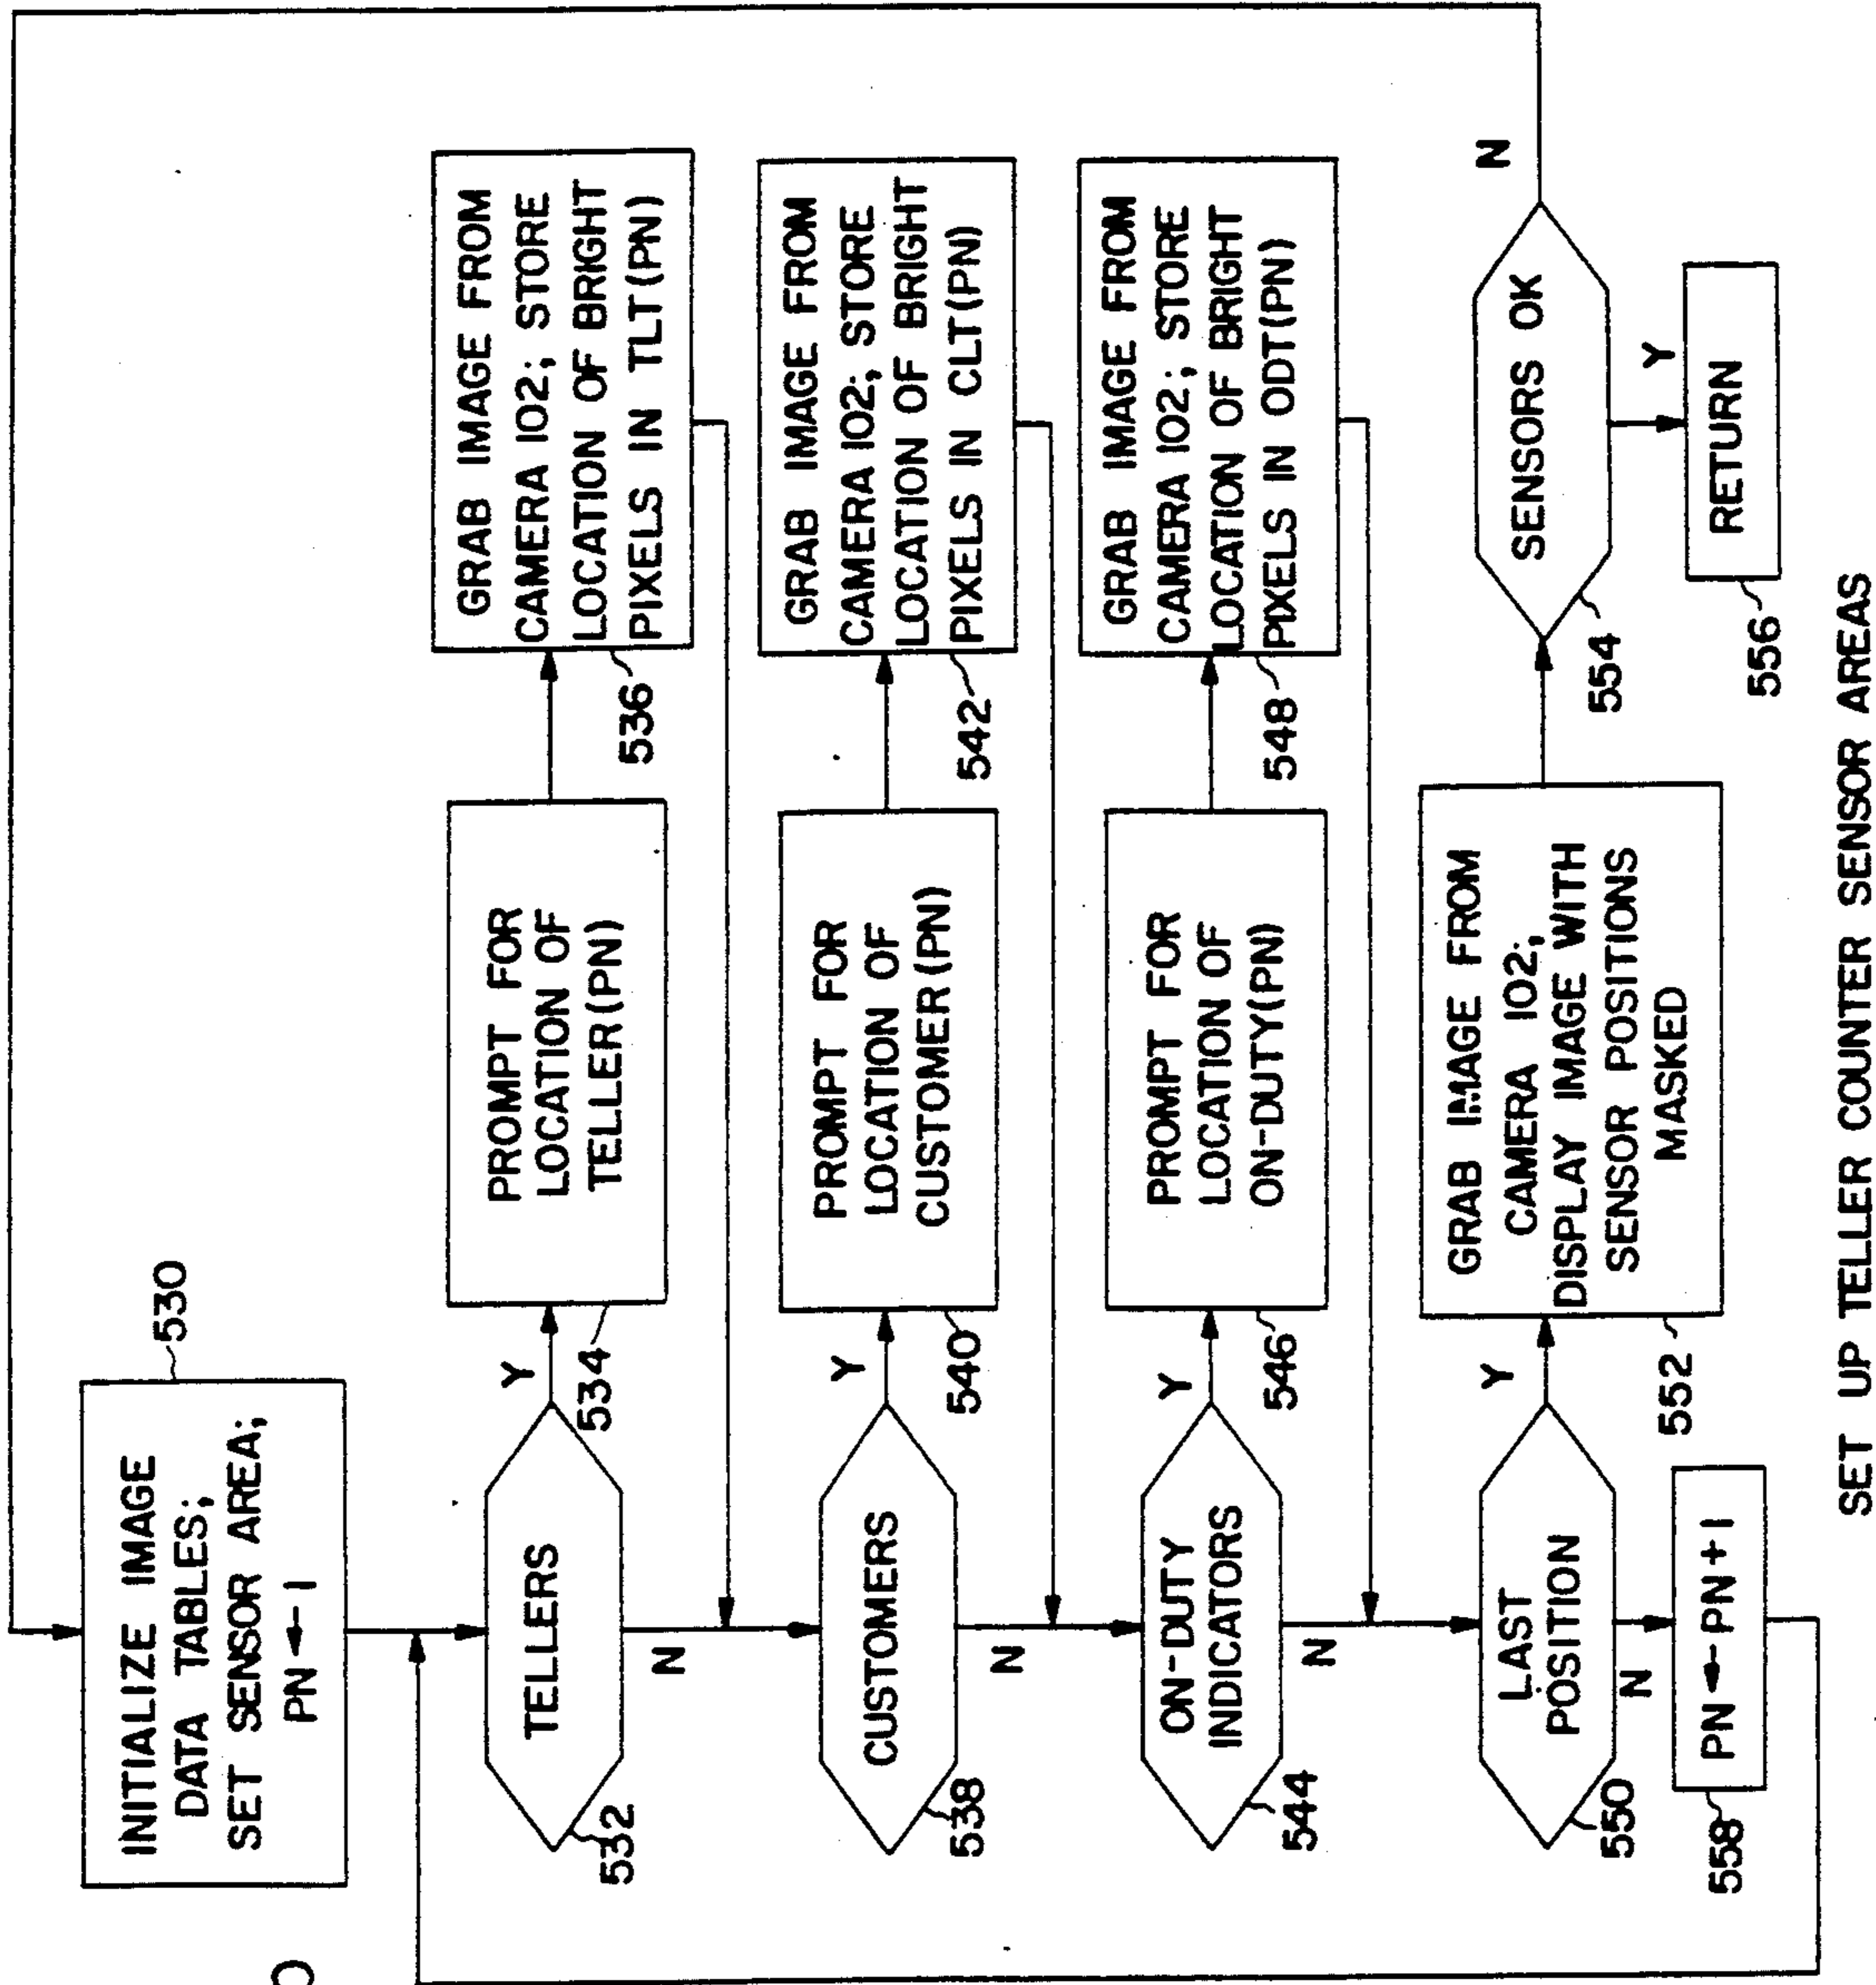 INITIALIZE IMAGE
DATA TABLES;
SET SENSOR AREA;
PN ← 1
530
TELLERS
532
Y
N
PROMPT FOR
LOCATION OF
TELLER(PN)
534
GRAB IMAGE FROM
CAMERA 102; STORE
LOCATION OF BRIGHT
PIXELS IN TLT(PN)
536
CUSTOMERS
538
Y
N
PROMPT FOR
LOCATION OF
CUSTOMER(PN)
540
GRAB IMAGE FROM
CAMERA 102; STORE
LOCATION OF BRIGHT
PIXELS IN CLT(PN)
542
ON-DUTY
INDICATORS
544
Y
N
PROMPT FOR
LOCATION OF
ON-DUTY(PN)
546
GRAB IMAGE FROM
CAMERA 102; STORE
LOCATION OF BRIGHT
PIXELS IN ODT(PN)
548
LAST
POSITION
550
Y
N
GRAB IMAGE FROM
CAMERA 102;
DISPLAY IMAGE WITH
SENSOR POSITIONS
MASKED
552
SENSORS OK
554
N
Y
RETURN
556
PN ← PN + 1
558
SET UP TELLER COUNTER SENSOR AREAS